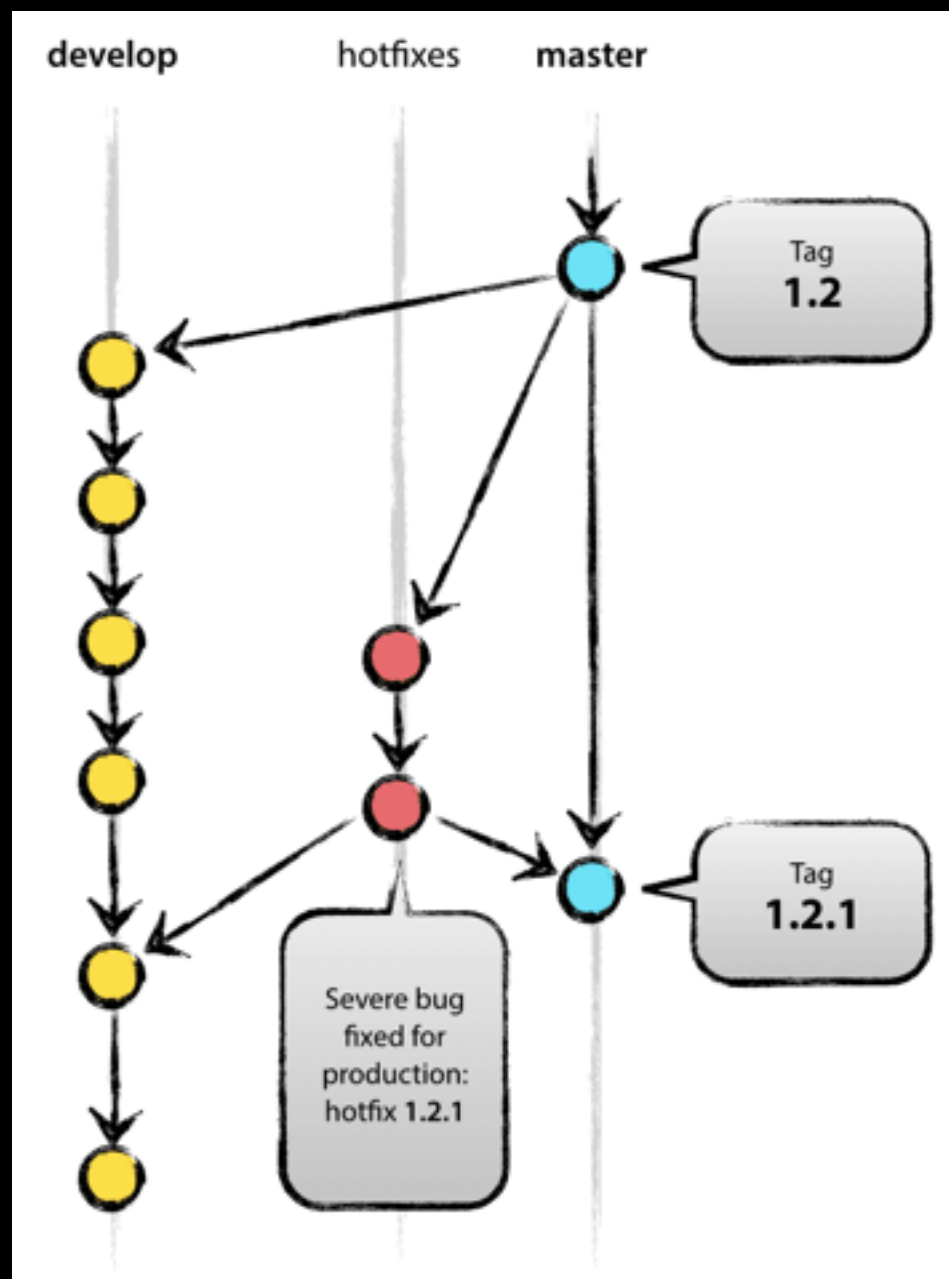 develop
hotfixes
master
Tag
1.2
Tag
1.2.1
Severe bug
fixed for
production:
hotfix 1.2.1